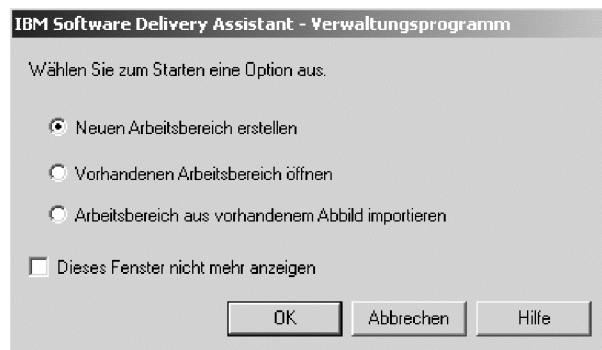 IBM Software Delivery Assistant - Verwaltungsprogramm
Wählen Sie zum Starten eine Option aus.
Neuen Arbeitsbereich erstellen
Vorhandenen Arbeitsbereich öffnen
Arbeitsbereich aus vorhandenem Abbild importieren
Dieses Fenster nicht mehr anzeigen
OK Abbrechen Hilfe